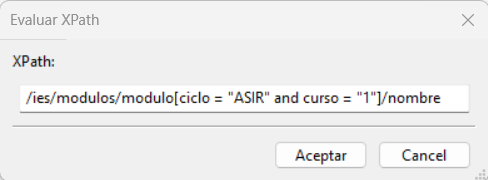 Evaluar XPath
XPath:
/ies/modulos/modulo[ciclo = "ASIR" and curso = "1"]/nombre
Aceptar
Cancel